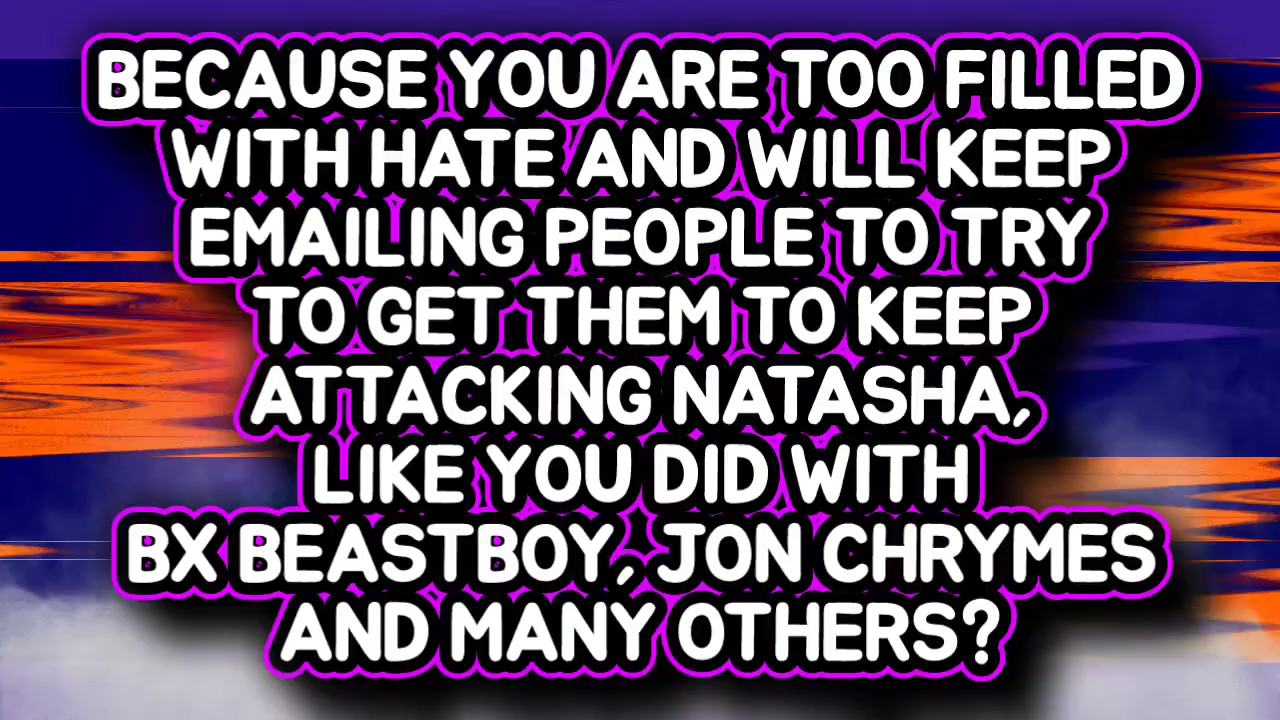 BECAUSE YOU ARE TOO FILLED
WITH HATE AND WILL KEEP
EMAILING PEOPLE TO TRY
TO GET THEM TO KEEP
ATTACKING NATASHA,
LIKE YOU DID WITH
BX BEASTBOY, JON CHRYMES
AND MANY OTHERS?